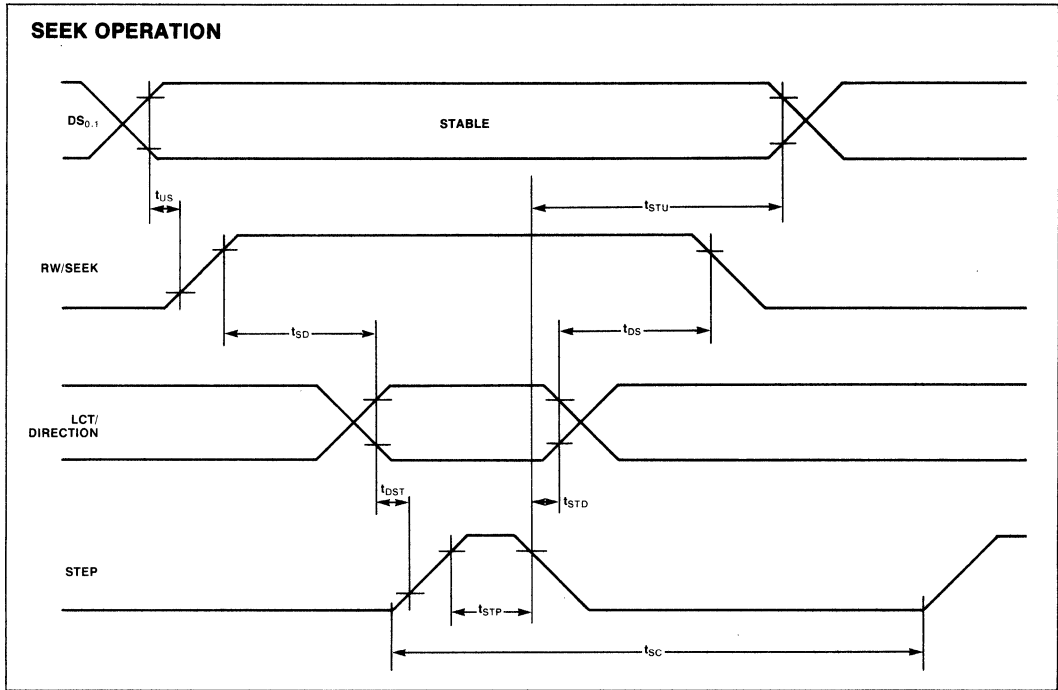 SEEK OPERATION
DS0,1
STABLE
tUS
tSTU
RW/SEEK
tSD
tDS
LCT/
DIRECTION
tDST
tSTD
STEP
tSTP
tSC